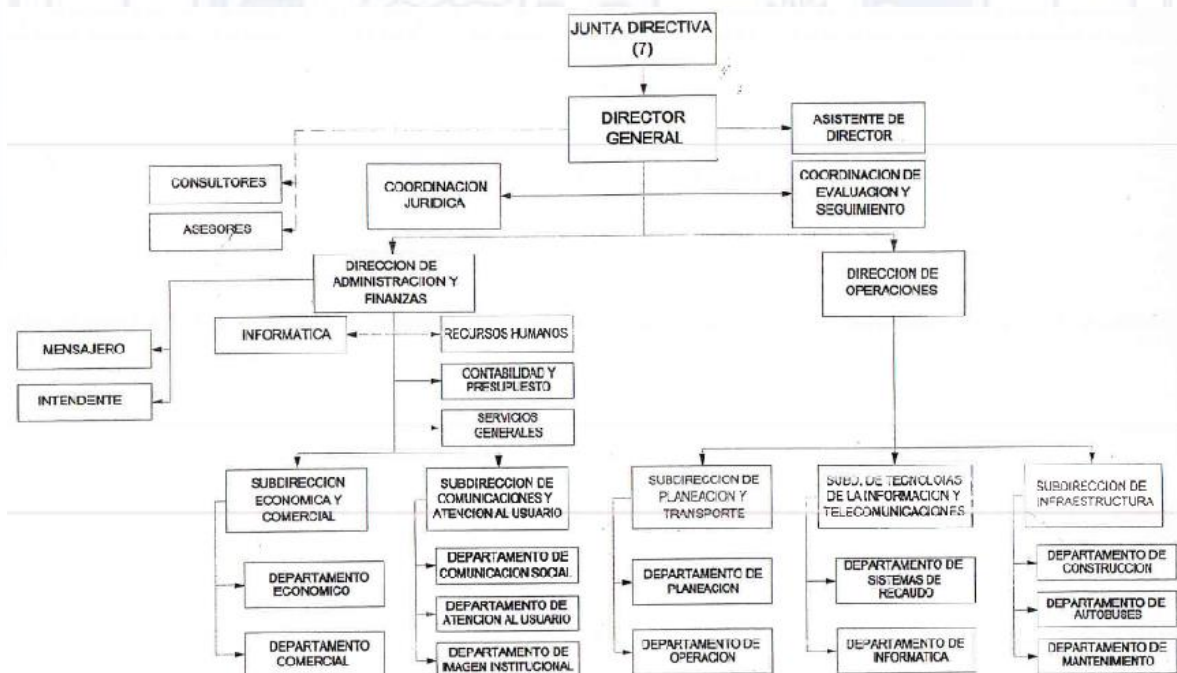 JUNTA DIRECTIVA
(7)
DIRECTOR
GENERAL
ASISTENTE DE
DIRECTOR
CONSULTORES
COORDINACION
JURIDICA
COORDINACION DE
EVALUACION Y
SEGUIMIENTO
ASESORES
DIRECCION DE
ADMINISTRACIION Y
FINANZAS
DIRECCION DE
OPERACIONES
INFORMATICA
RECURSOS HUMANOS
MENSAJERO
CONTABILIDAD Y
PRESUPUESTO
INTENDENTE
SERVICIOS
GENERALES
SUBDIRECCION
ECONOMICA Y
COMERCIAL
SUBDIRECCION DE
COMUNICACIONES Y
ATENCION AL USUARIO
SUBDIRECCION DE
PLANEACION Y
TRANSPORTE
SUBD. DE TECNOLOGIAS
DE LA INFORMACION Y
TELECOMUNICACIONES
SUBDIRECCION DE
INFRAESTRUCTURA
DEPARTAMENTO
ECONOMICO
DEPARTAMENTO
COMERCIAL
DEPARTAMENTO DE
COMUNICACION SOCIAL
DEPARTAMENTO DE
ATENCION AL USUARIO
DEPARTAMENTO DE
IMAGEN INSTITUCIONAL
DEPARTAMENTO DE
PLANEACION
DEPARTAMENTO DE
OPERACION
DEPARTAMENTO DE
SISTEMAS DE
RECAUDO
DEPARTAMENTO DE
INFORMATICA
DEPARTAMENTO DE
CONSTRUCCION
DEPARTAMENTO DE
AUTOBUSES
DEPARTAMENTO DE
MANTENIMIENTO